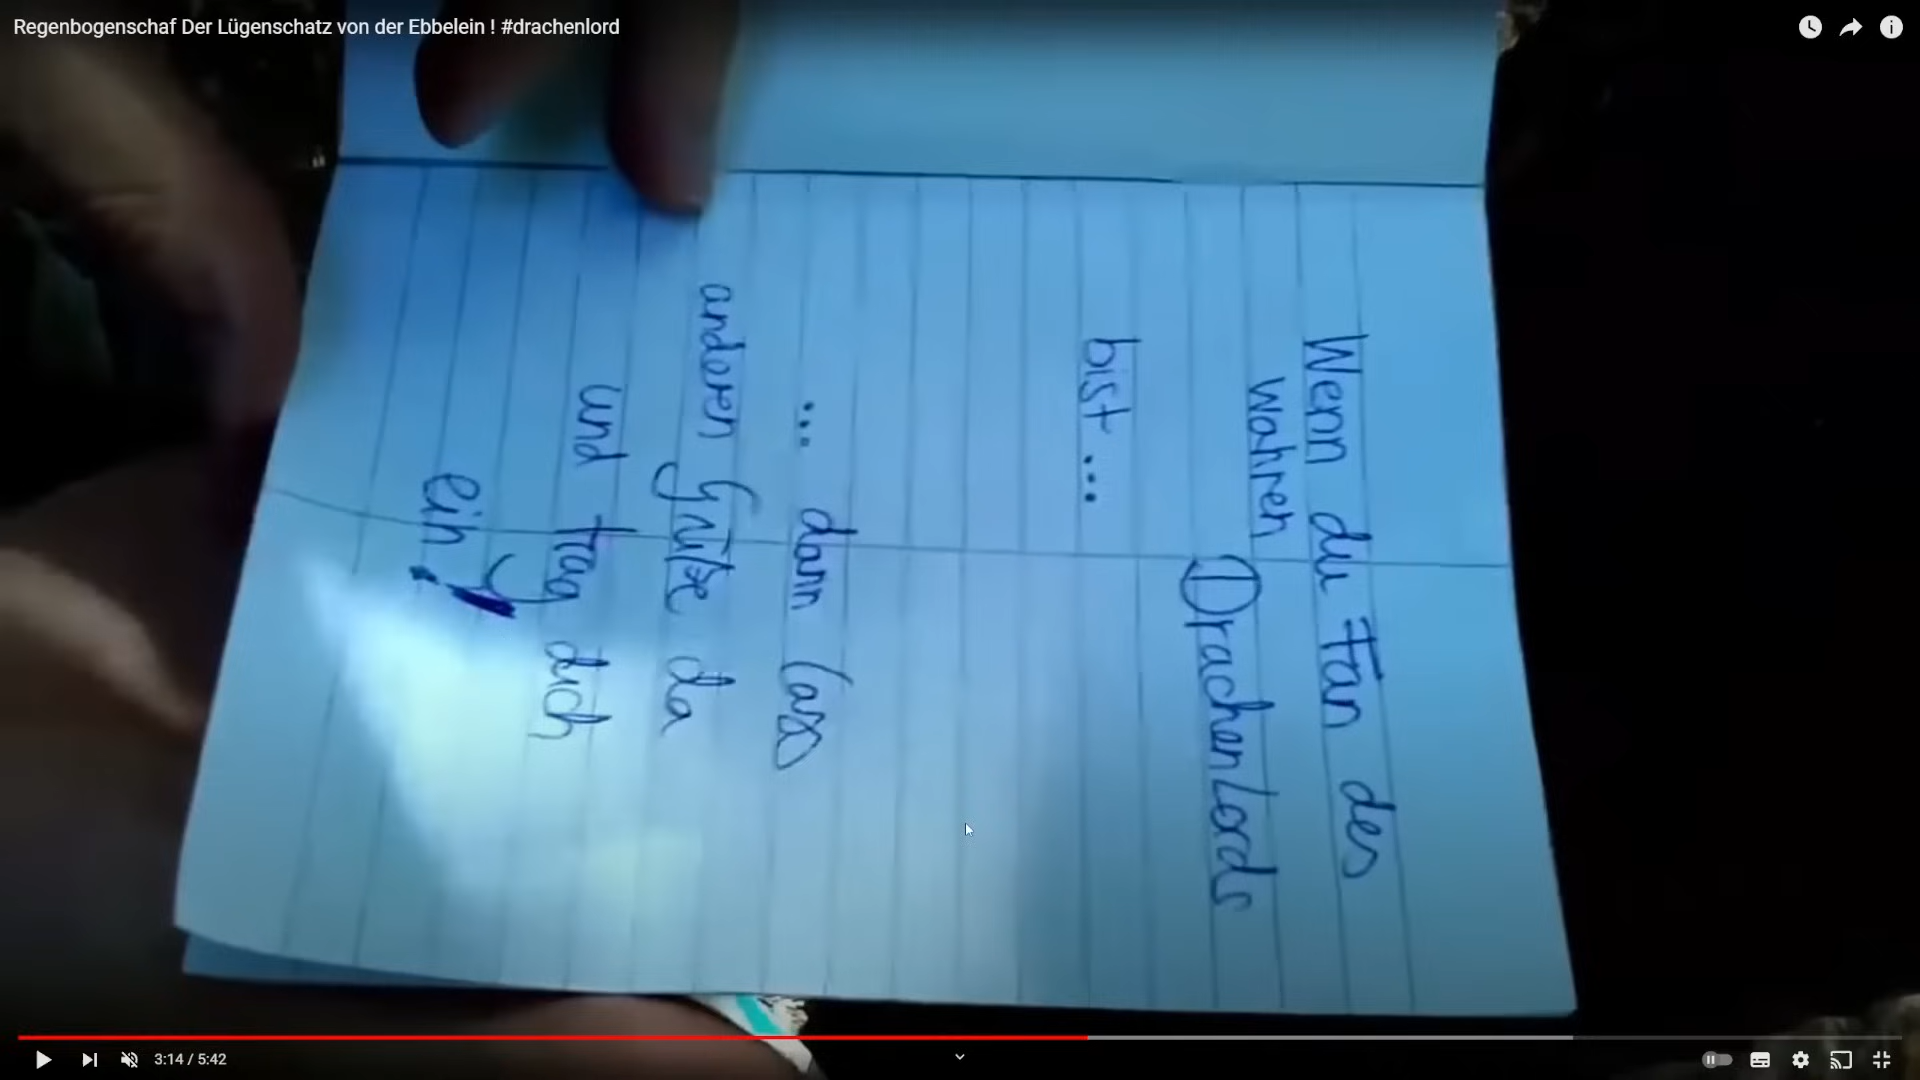 Regenbogenschaf Der Lügenschatz von der Ebbelein ! #drachenlord
Wenn du Fan des
wahren
DrachenLords
bist ...
... dann lass
anderen Grüße da
und trag dich
ein!
3:14 / 5:42